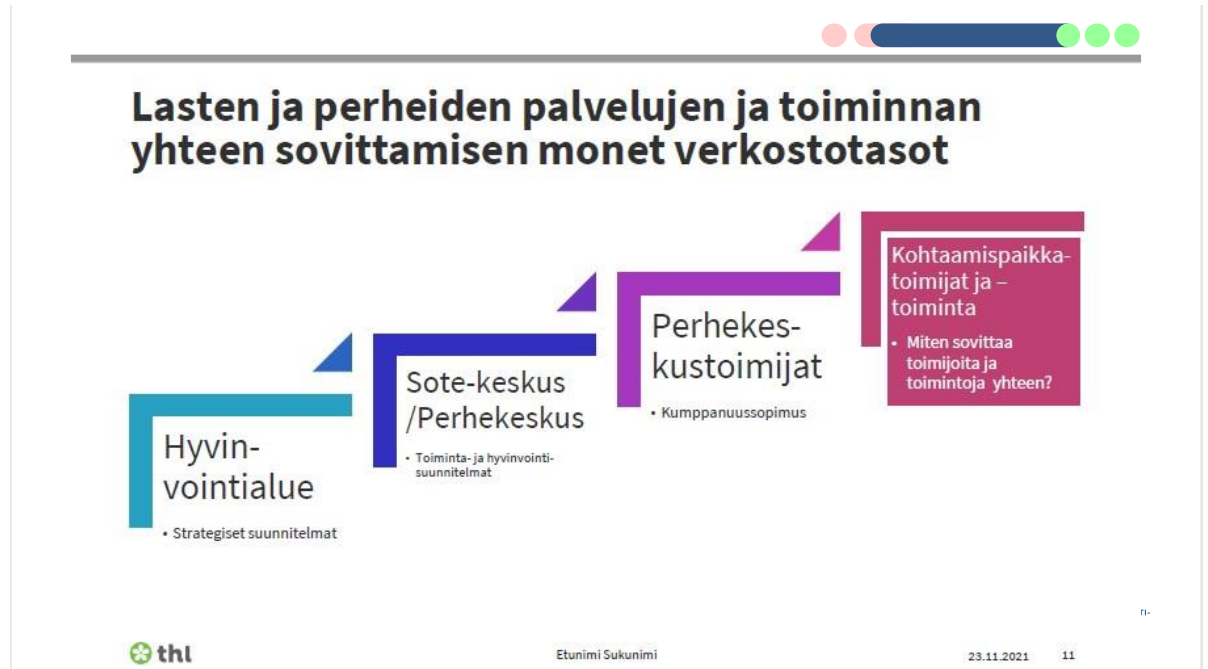 Lasten ja perheiden palvelujen ja toiminnan
yhteen sovittamisen monet verkostotasot
Hyvin-
vointialue
• Strategiset suunnitelmat
Sote-keskus
/Perhekeskus
• Toiminta- ja hyvinvointi-
suunnitelmat
Perhekes-
kustoimijat
• Kumppanuussopimus
Kohtaamispaikka-
toimijat ja –
toiminta
• Miten sovittaa
toimijoita ja
toimintoja yhteen?
thl
Etunimi Sukunimi
23.11.2021
11